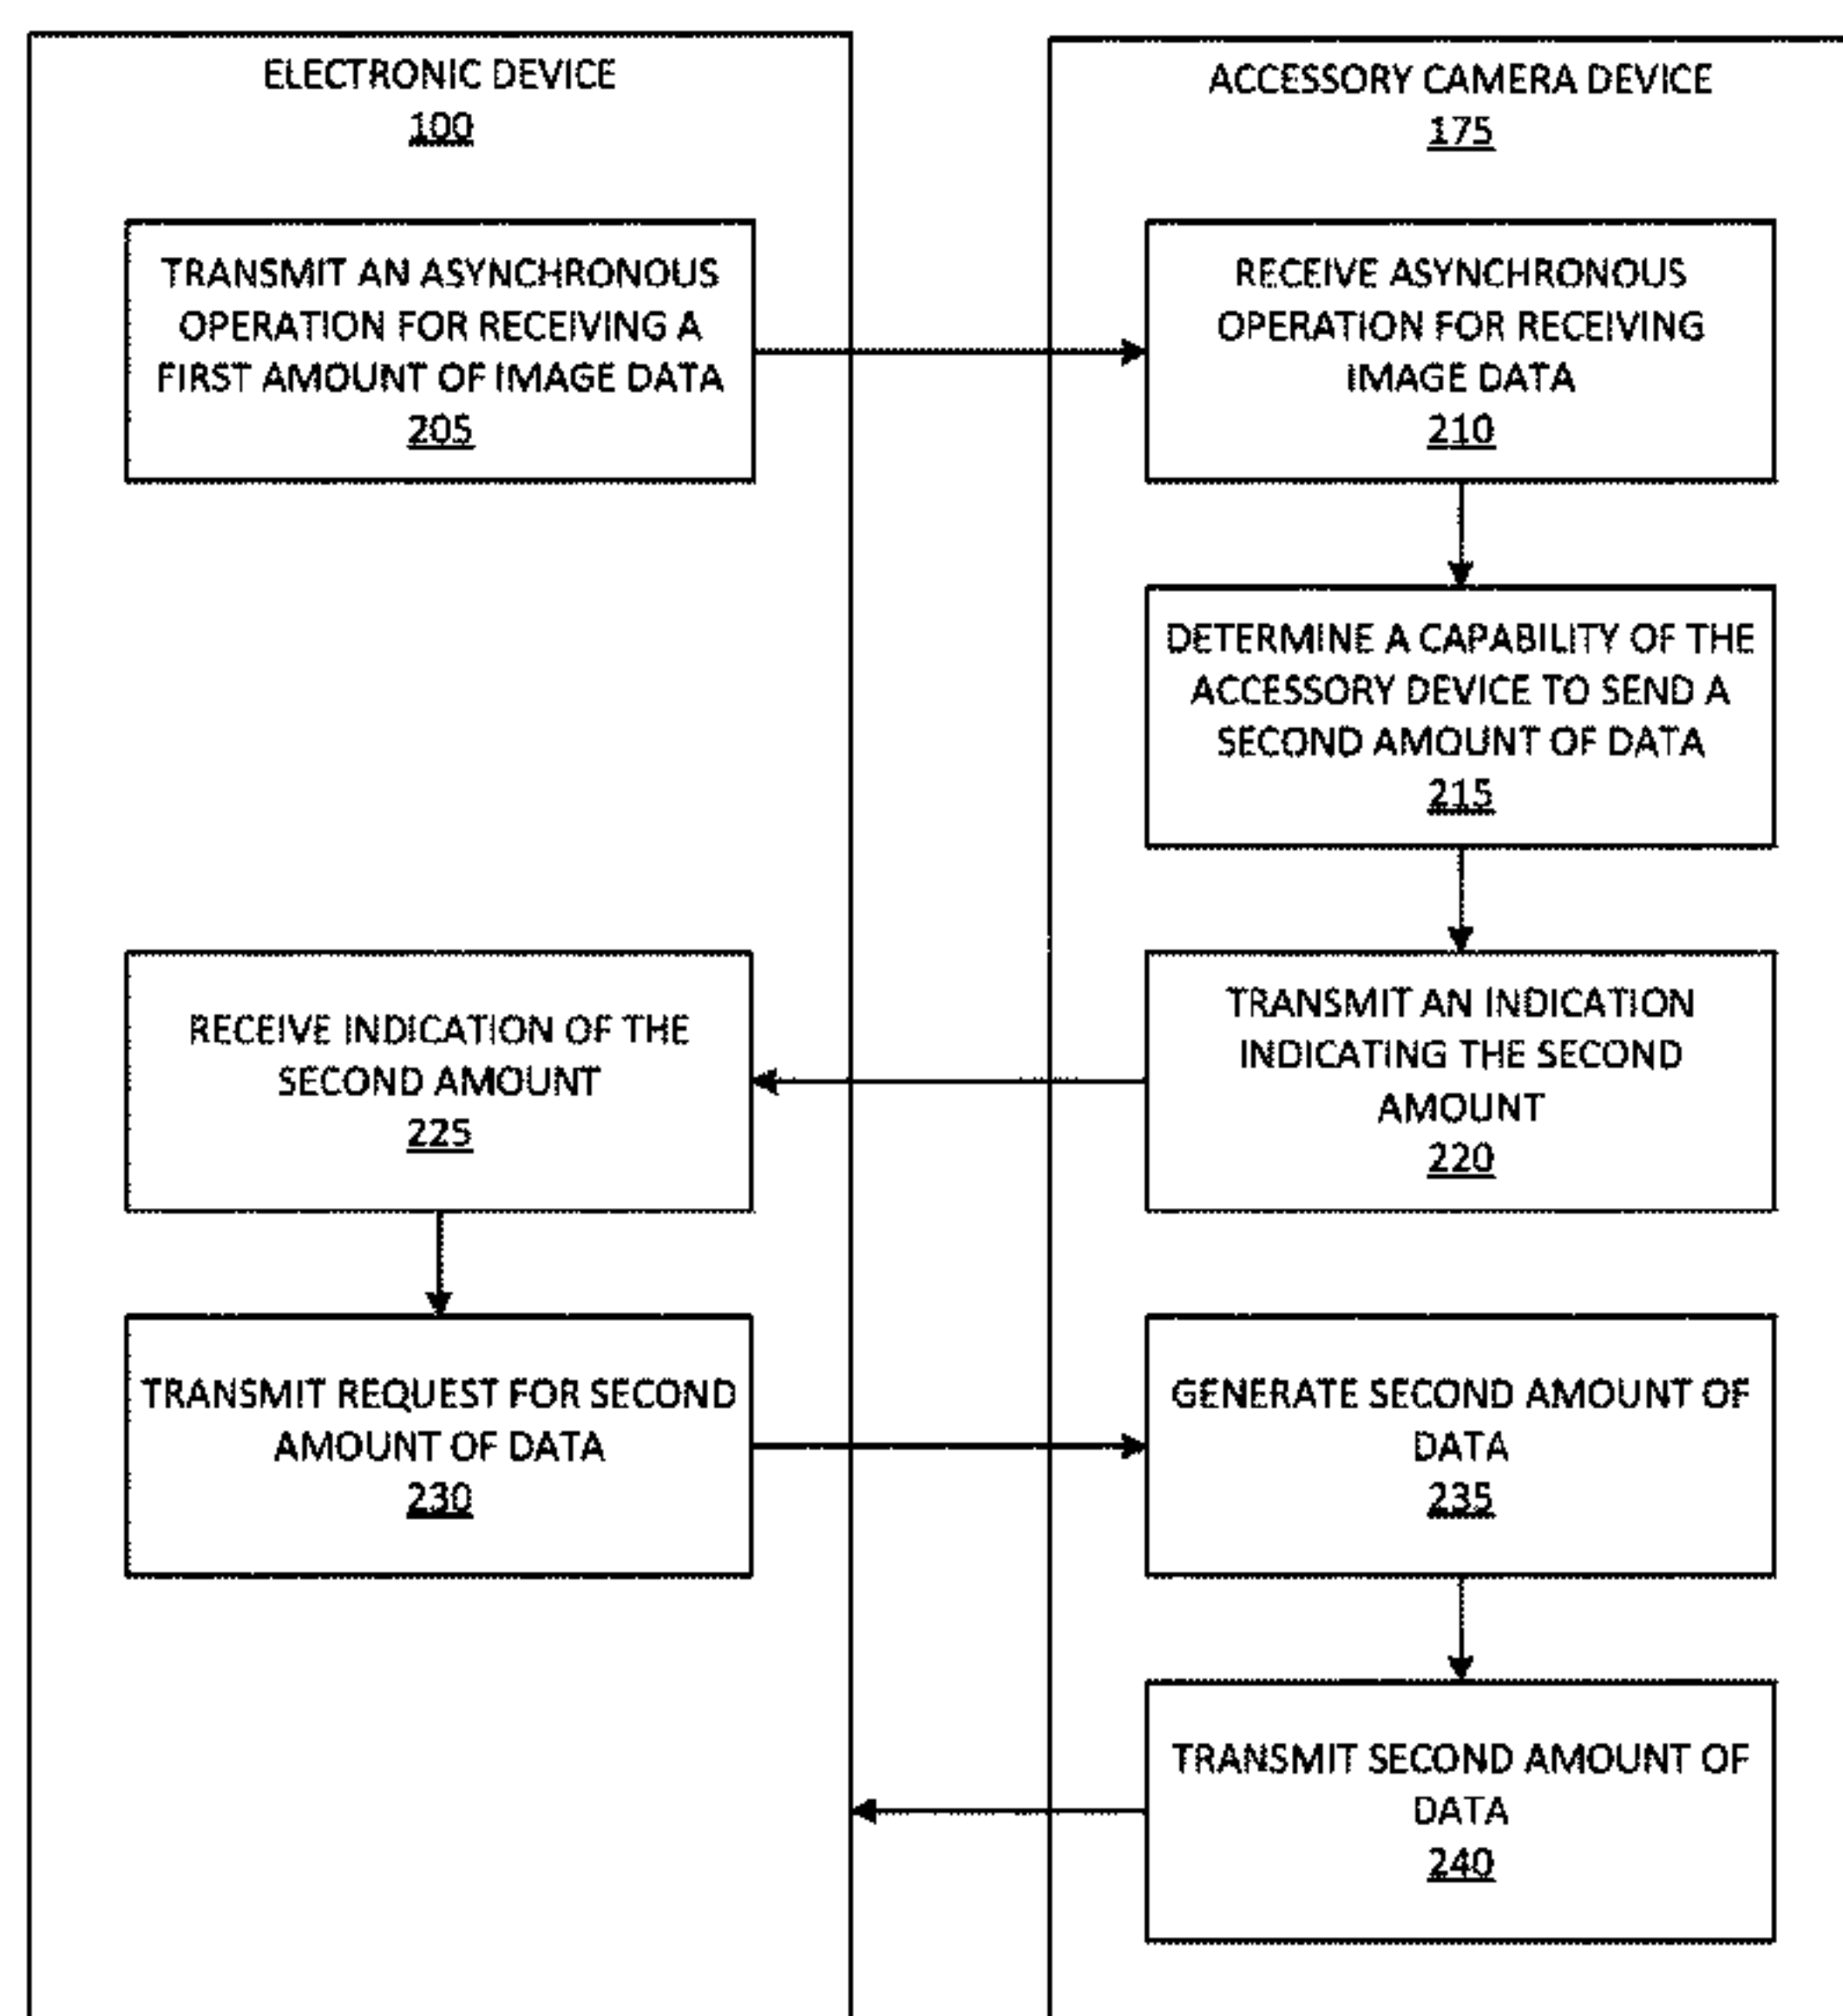 ELECTRONIC DEVICE
100
ACCESSORY CAMERA DEVICE
175
TRANSMIT AN ASYNCHRONOUS
OPERATION FOR RECEIVING A
FIRST AMOUNT OF IMAGE DATA
205
RECEIVE ASYNCHRONOUS
OPERATION FOR RECEIVING
IMAGE DATA
210
DETERMINE A CAPABILITY OF THE
ACCESSORY DEVICE TO SEND A
SECOND AMOUNT OF DATA
215
TRANSMIT AN INDICATION
INDICATING THE SECOND
AMOUNT
220
RECEIVE INDICATION OF THE
SECOND AMOUNT
225
TRANSMIT REQUEST FOR SECOND
AMOUNT OF DATA
230
GENERATE SECOND AMOUNT OF
DATA
235
TRANSMIT SECOND AMOUNT OF
DATA
240